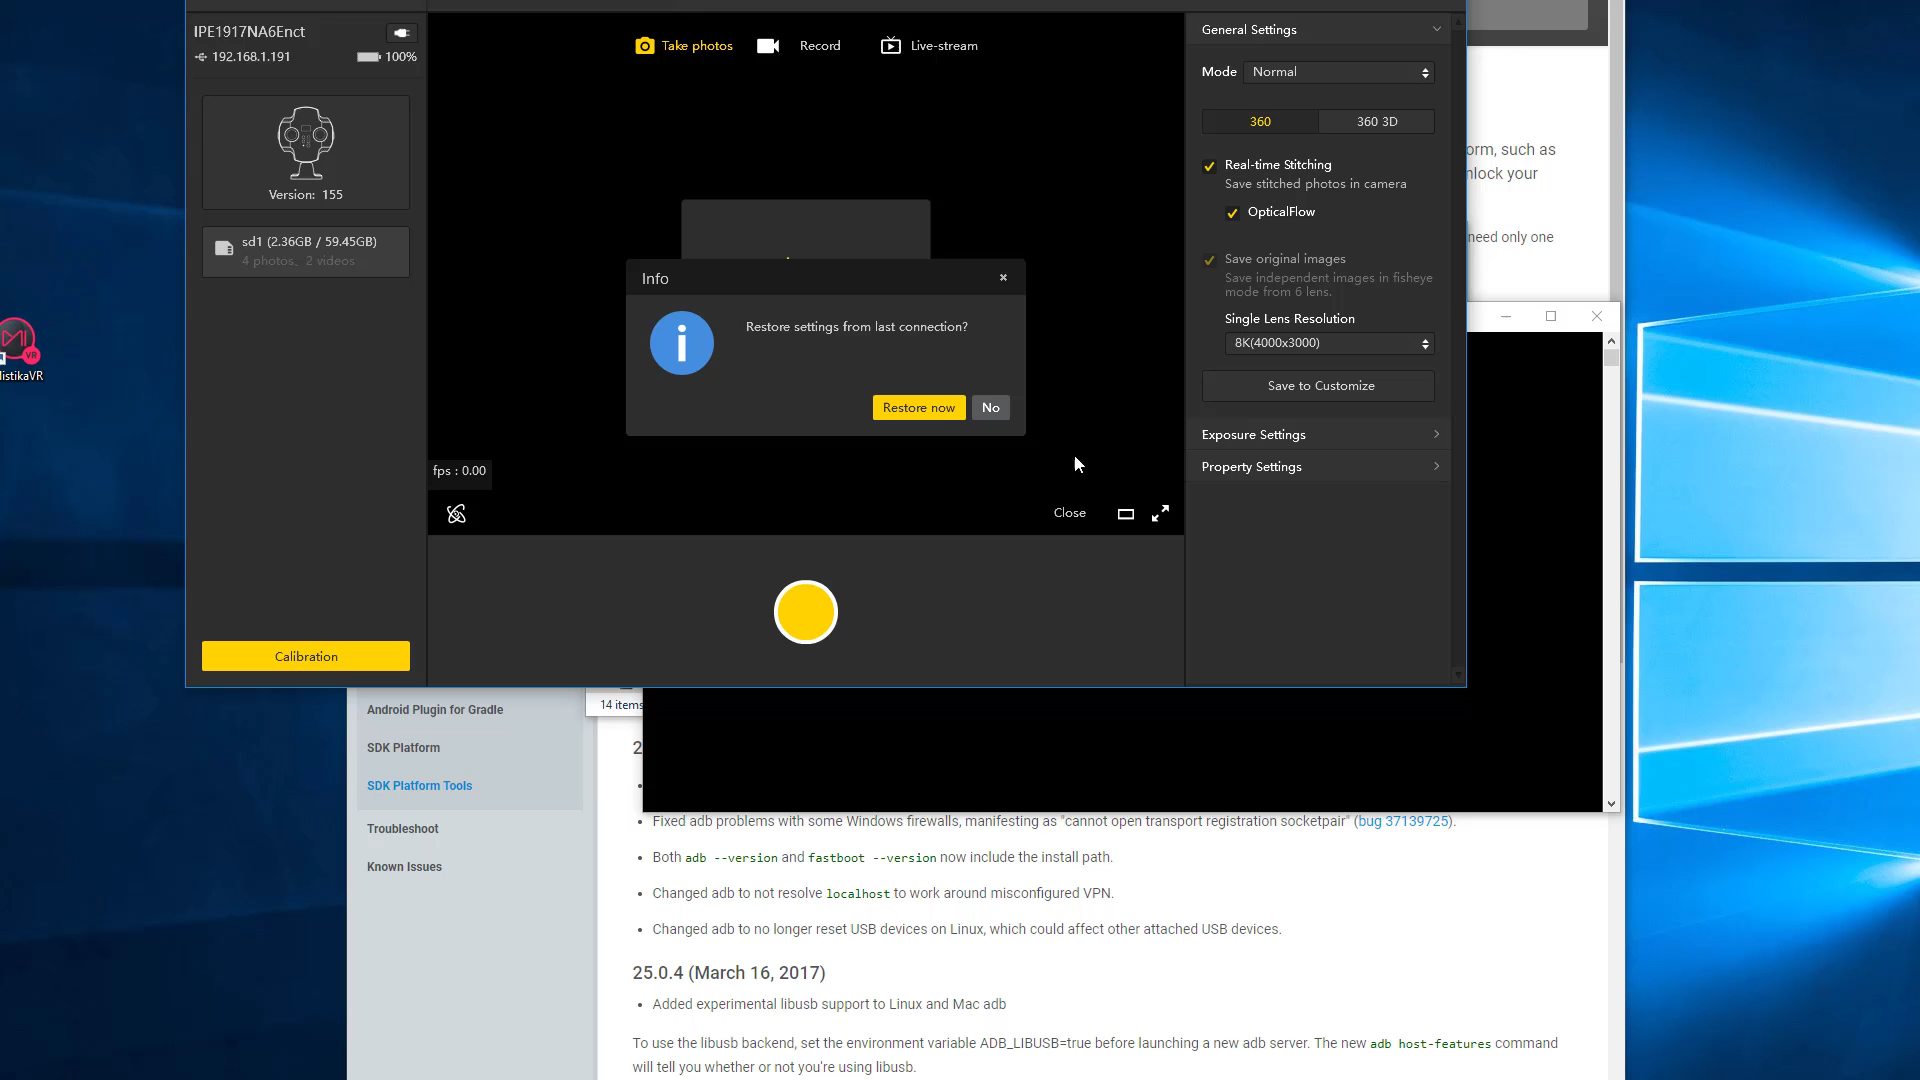 IPE1917NA6Enct
192.168.1.191
100%
Version: 155
sd1 (2.36GB / 59.45GB)
4 photos、2 videos
Calibration
Take photos
Record
Live-stream
Info
Restore settings from last connection?
Restore now
No
fps : 0.00
Close
General Settings
Mode
Normal
360
360 3D
Real-time Stitching
Save stitched photos in camera
OpticalFlow
Save original images
Save independent images in fisheye
mode from 6 lens.
Single Lens Resolution
8K(4000x3000)
Save to Customize
Exposure Settings
Property Settings
such as
your
need only one
14 items
Android Plugin for Gradle
SDK Platform
SDK Platform Tools
Troubleshoot
Known Issues
Fixed adb problems with some Windows firewalls, manifesting as "cannot open transport registration socketpair" (bug 37139725).
Both adb --version and fastboot --version now include the install path.
Changed adb to not resolve localhost to work around misconfigured VPN.
Changed adb to no longer reset USB devices on Linux, which could affect other attached USB devices.
25.0.4 (March 16, 2017)
Added experimental libusb support to Linux and Mac adb
To use the libusb backend, set the environment variable ADB_LIBUSB=true before launching a new adb server. The new adb host-features command
will tell you whether or not you're using libusb.
VR